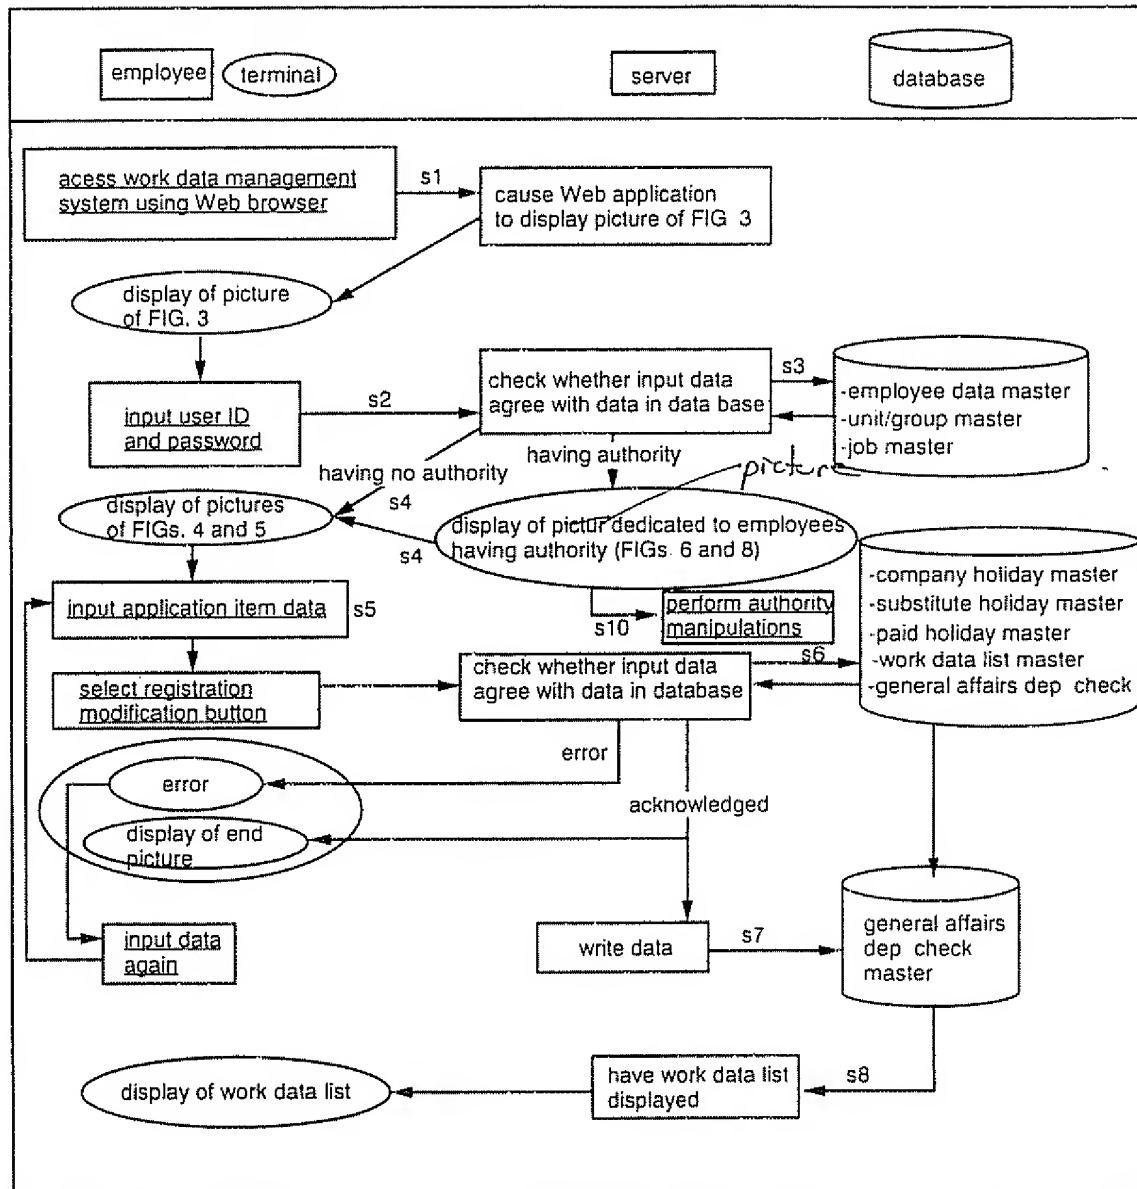 employee
terminal
server
database
acess work data management
system using Web browser
s1
cause Web application
to display picture of FIG 3
display of picture
of FIG. 3
input user ID
and password
s2
check whether input data
agree with data in data base
s3
-employee data master
-unit/group master
-job master
having no authority
having authority
picture
s4
display of pictures
of FIGs. 4 and 5
s4
display of pictur dedicated to employees
having authority (FIGs 6 and 8)
-company holiday master
-substitute holiday master
-paid holiday master
-work data list master
-general affairs dep check
input application item data
s5
s10
perform authority
manipulations
s6
select registration
modification button
check whether input data
agree with data in database
error
error
acknowledged
display of end
picture
input data
again
write data
s7
general affairs
dep check
master
display of work data list
have work data list
displayed
s8